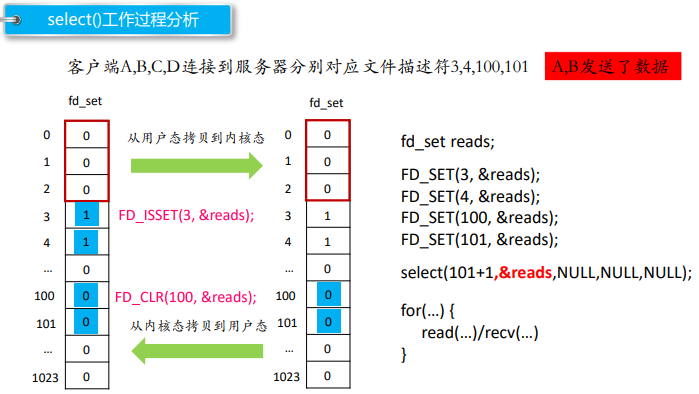 select()工作过程分析
客户端A,B,C,D连接到服务器分别对应文件描述符3,4,100,101
A,B发送了数据
fd_set
0 0
1 0
2 0
3 1
4 1
... 0
100 0
101 0
... 0
1023 0
从用户态拷贝到内核态
FD_ISSET(3, &reads);
FD_CLR(100, &reads);
从内核态拷贝到用户态
fd_set
0 0
1 0
2 0
3 1
4 1
... 0
100 0
101 0
... 0
1023 0
fd_set reads;
FD_SET(3, &reads);
FD_SET(4, &reads);
FD_SET(100, &reads);
FD_SET(101, &reads);
select(101+1,&reads,NULL,NULL,NULL);
for(...) {
read(...)/recv(...)
}